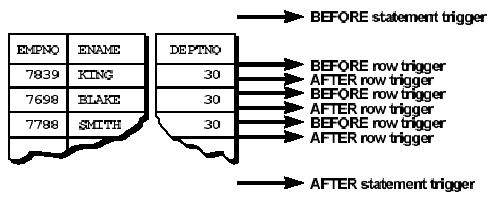 BEFORE statement trigger
EMPNO ENAME DEPTNO
BEFORE row trigger
7839 KING 30
AFTER row trigger
BEFORE row trigger
7698 BLAKE 30
AFTER row trigger
BEFORE row trigger
7788 SMITH 30
AFTER row trigger
AFTER statement trigger